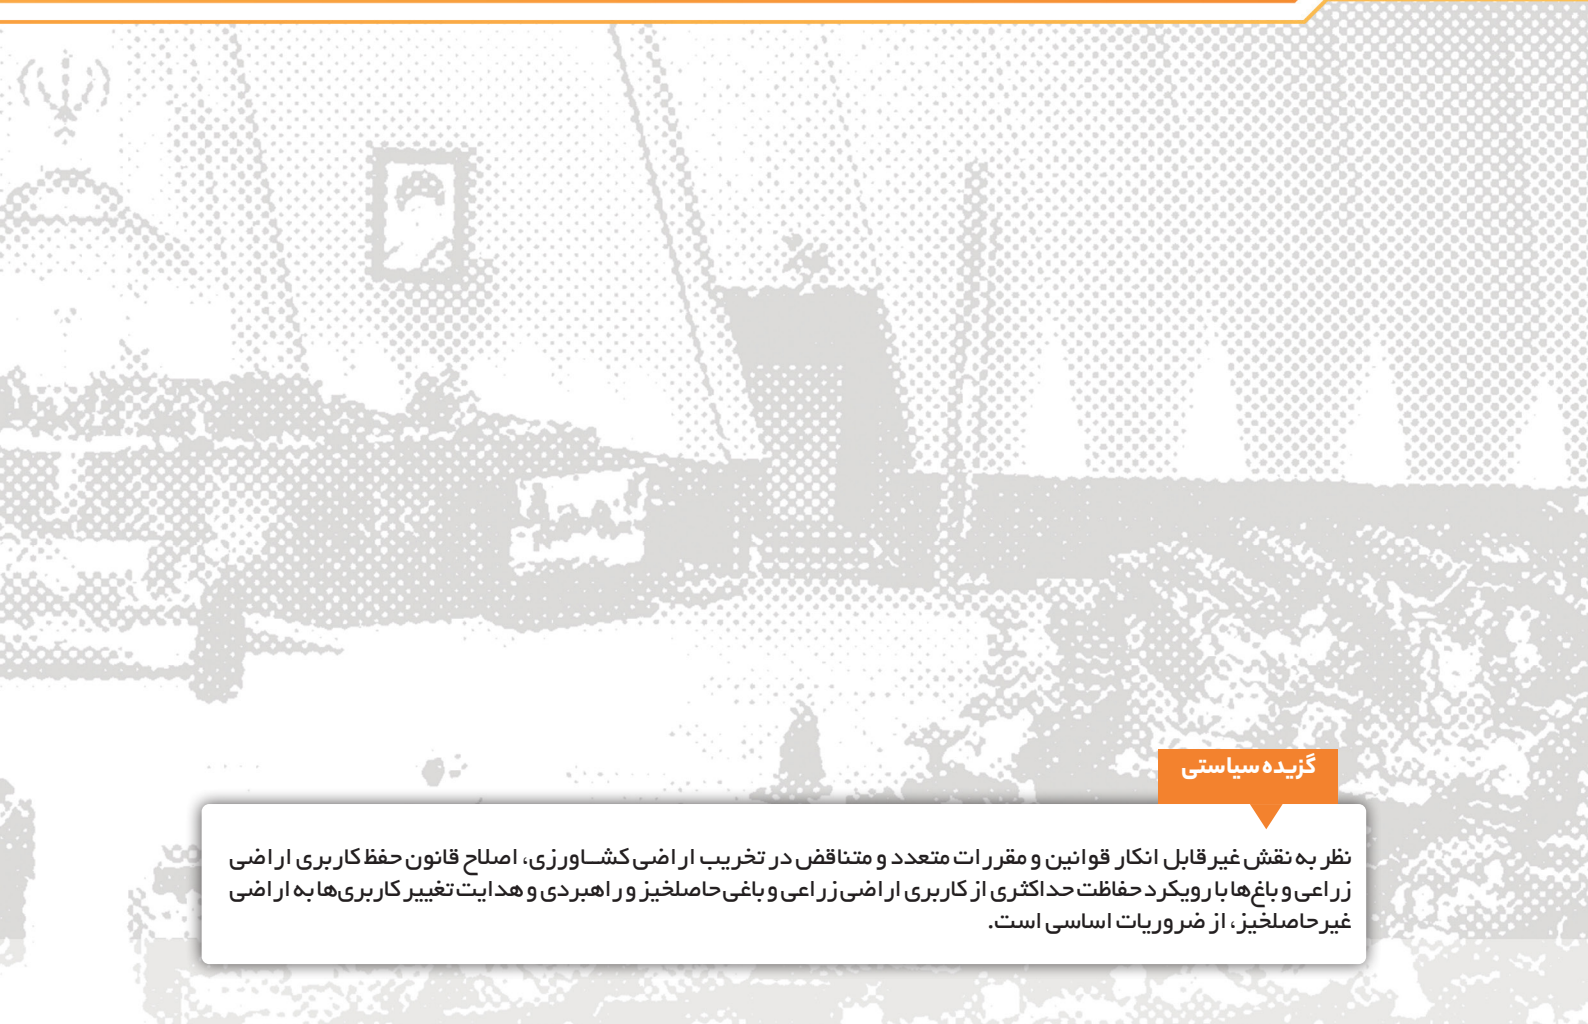 گزیده سیاستی
نظر به نقش غیرقابل انکار قوانین و مقررات متعدد و متناقض در تخریب اراضی کشــاورزی، اصلاح قانون حفظ کاربری اراضی
زراعی و باغ‌ها با رویکرد حفاظت حداکثری از کاربری اراضی زراعی و باغی حاصلخیز و راهبردی و هدایت تغییر کاربری‌ها به اراضی
غیرحاصلخیز، از ضروریات اساسی است.